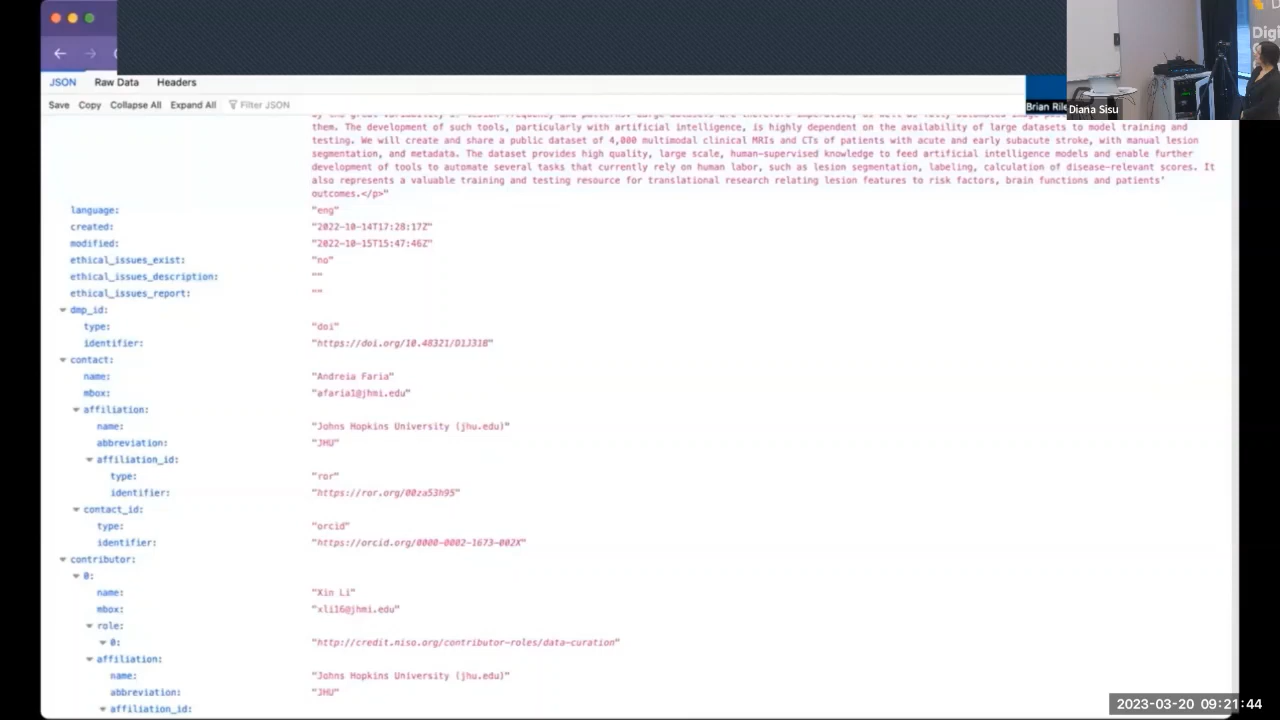 Digi
Brian Rile
Diana Sisu
JSON Raw Data Headers
Save Copy Collapse All Expand All Filter JSON
them. The development of such tools, particularly with artificial intelligence, is highly dependent on the availability of large datasets to model training and
testing. We will create and share a public dataset of 4,000 multimodal clinical MRIs and CTs of patients with acute and early subacute stroke, with manual lesion
segmentation, and metadata. The dataset provides high quality, large scale, human-supervised knowledge to feed artificial intelligence models and enable further
development of tools to automate several tasks that currently rely on human labor, such as lesion segmentation, labeling, calculation of disease-relevant scores. It
also represents a valuable training and testing resource for translational research relating lesion features to risk factors, brain functions and patients'
outcomes.</p>"
language: "eng"
created: "2022-10-14T17:28:17Z"
modified: "2022-10-15T15:47:46Z"
ethical_issues_exist: "no"
ethical_issues_description: ""
ethical_issues_report: ""
dmp_id:
type: "doi"
identifier: "https://doi.org/10.48321/D1J31B"
contact:
name: "Andreia Faria"
mbox: "afaria1@jhmi.edu"
affiliation:
name: "Johns Hopkins University (jhu.edu)"
abbreviation: "JHU"
affiliation_id:
type: "ror"
identifier: "https://ror.org/00za53h95"
contact_id:
type: "orcid"
identifier: "https://orcid.org/0000-0002-1673-002X"
contributor:
0:
name: "Xin Li"
mbox: "xli16@jhmi.edu"
role:
0: "http://credit.niso.org/contributor-roles/data-curation"
affiliation:
name: "Johns Hopkins University (jhu.edu)"
abbreviation: "JHU"
affiliation_id:
2023-03-20 09:21:44